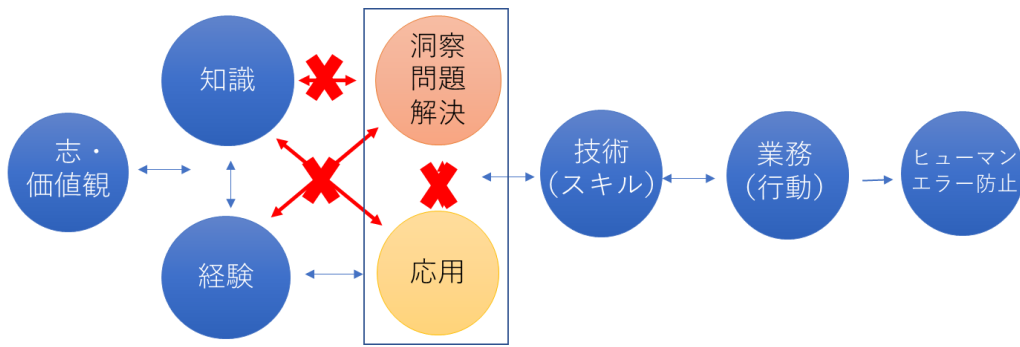 志・
価値観
知識
経験
洞察
問題
解決
応用
技術
(スキル)
業務
(行動)
ヒューマン
エラー防止